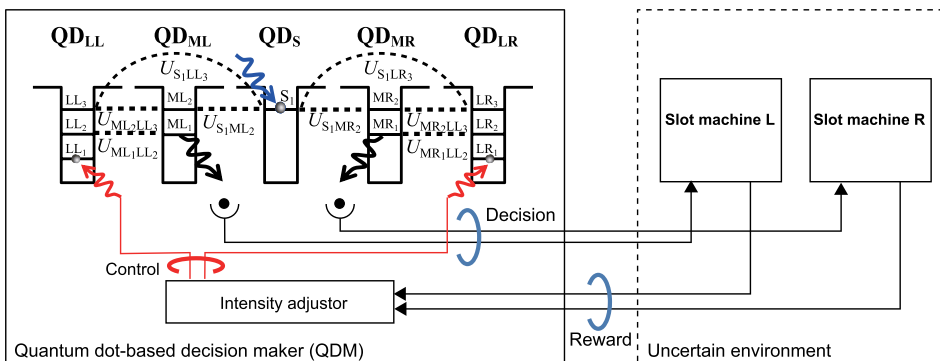 QD_LL QD_ML QD_S QD_MR QD_LR
U_S1LL3 U_S1LR3
LL_3 ML_2 S_1 MR_2 LR_3
LL_2 U_ML2LL3 ML_1 U_S1ML2 U_S1MR2 MR_1 U_MR2LL3 LR_2
LL_1 U_ML1LL2 U_MR1LL2 LR_1
Slot machine L Slot machine R
Decision
Control
Intensity adjustor
Reward
Quantum dot-based decision maker (QDM) Uncertain environment